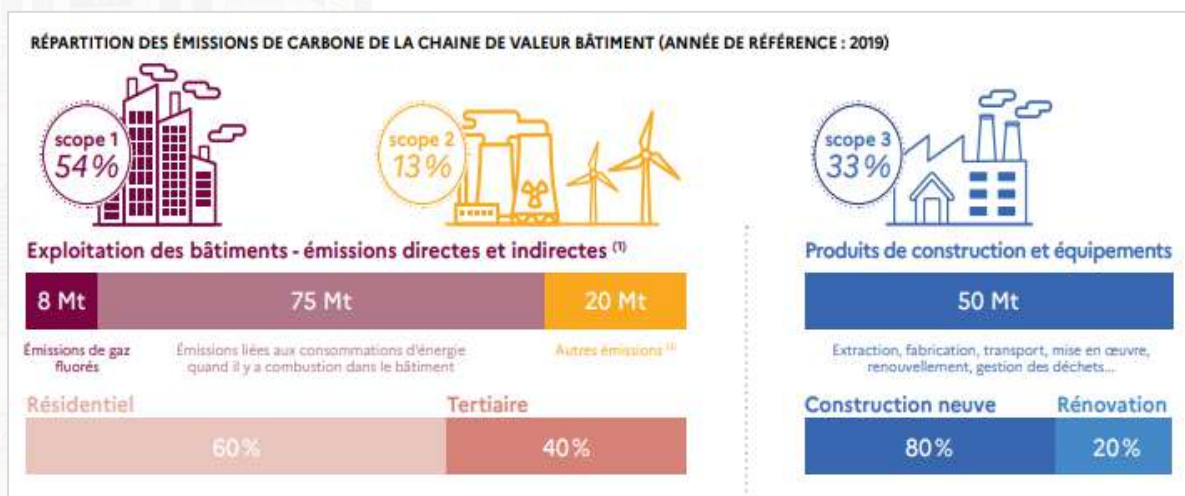 RÉPARTITION DES ÉMISSIONS DE CARBONE DE LA CHAINE DE VALEUR BÂTIMENT (ANNÉE DE RÉFÉRENCE : 2019)
scope 1
54%
scope 2
13%
scope 3
33%
Exploitation des bâtiments - émissions directes et indirectes (1)
8 Mt
75 Mt
20 Mt
Émissions de gaz
fluorés
Émissions liées aux consommations d'énergie
quand il y a combustion dans le bâtiment
Autres émissions
Résidentiel
Tertiaire
60%
40%
Produits de construction et équipements
50 Mt
Extraction, fabrication, transport, mise en œuvre,
renouvellement, gestion des déchets...
Construction neuve
Rénovation
80%
20%